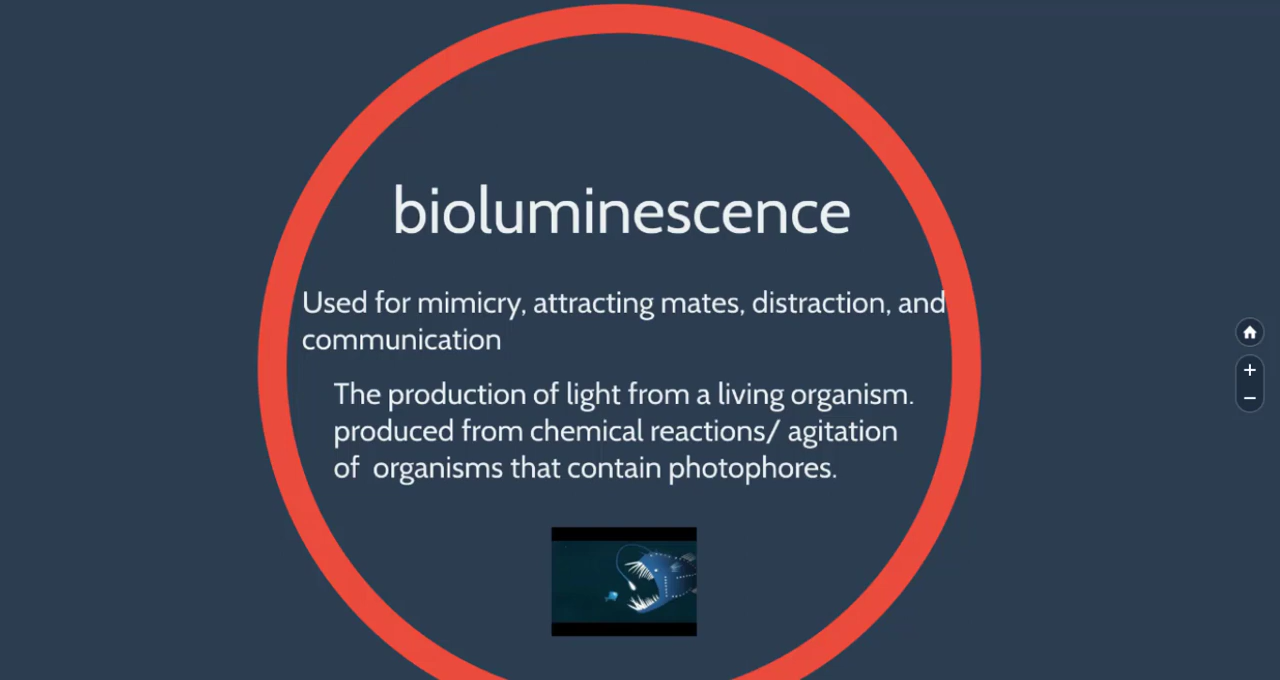 bioluminescence
Used for mimicry, attracting mates, distraction, and
communication
The production of light from a living organism.
produced from chemical reactions/ agitation
of  organisms that contain photophores.